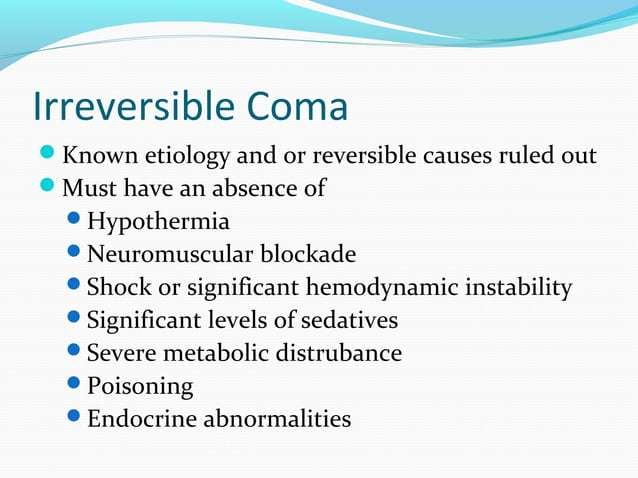 Irreversible Coma
Known etiology and or reversible causes ruled out
Must have an absence of
Hypothermia
Neuromuscular blockade
Shock or significant hemodynamic instability
Significant levels of sedatives
Severe metabolic distrubance
Poisoning
Endocrine abnormalities